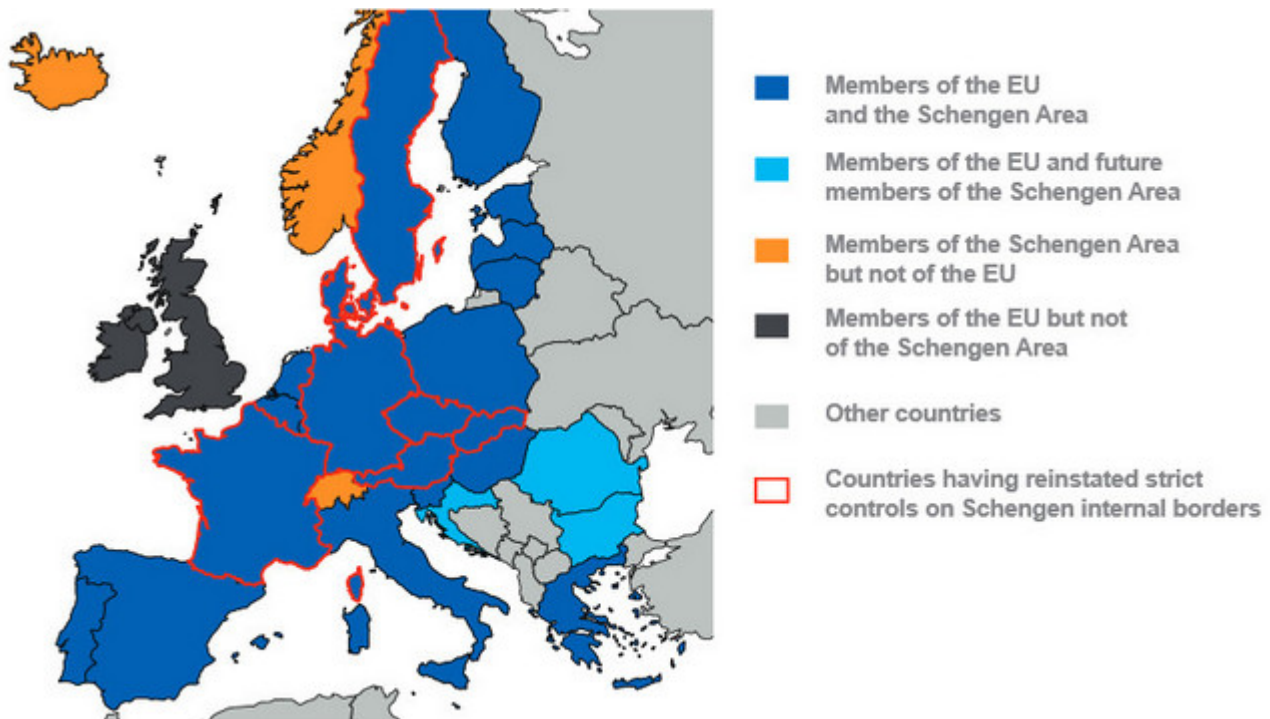 Members of the EU
and the Schengen Area
Members of the EU and future
members of the Schengen Area
Members of the Schengen Area
but not of the EU
Members of the EU but not
of the Schengen Area
Other countries
Countries having reinstated strict
controls on Schengen internal borders